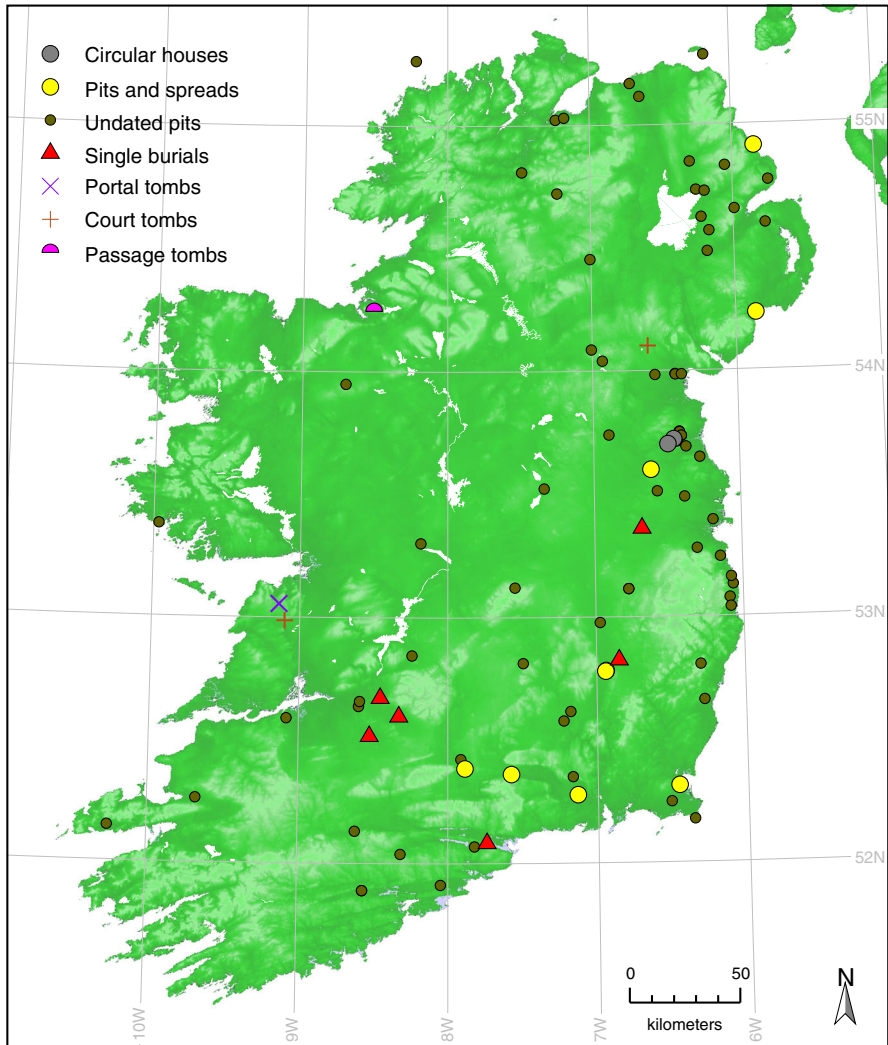 Circular houses
Pits and spreads
Undated pits
Single burials
Portal tombs
Court tombs
Passage tombs
55N
54N
53N
52N
0 50
kilometers
N
10W
9W
8W
7W
6W